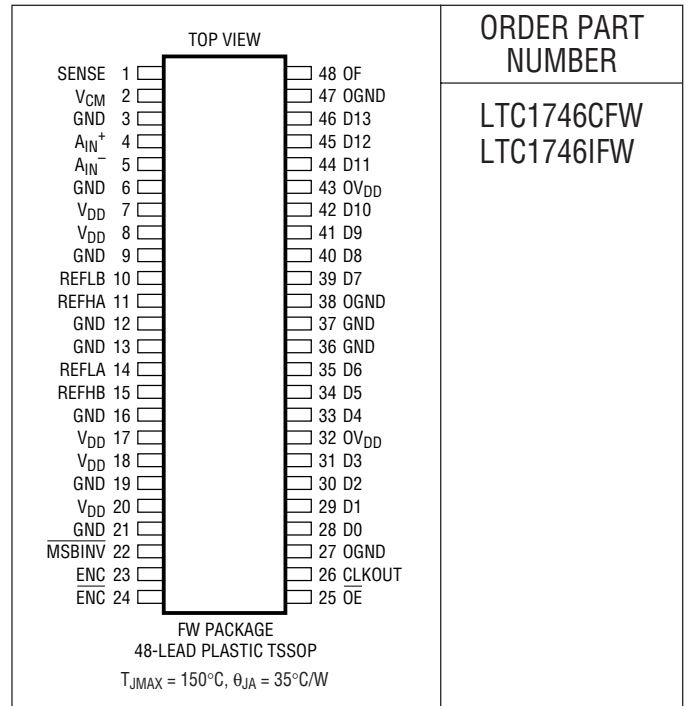 TOP VIEW
SENSE 1
VCM 2
GND 3
AIN+ 4
AIN– 5
GND 6
VDD 7
VDD 8
GND 9
REFLB 10
REFHA 11
GND 12
GND 13
REFLA 14
REFHB 15
GND 16
VDD 17
VDD 18
GND 19
VDD 20
GND 21
MSBINV 22
ENC 23
ENC 24
48 OF
47 OGND
46 D13
45 D12
44 D11
43 OVDD
42 D10
41 D9
40 D8
39 D7
38 OGND
37 GND
36 GND
35 D6
34 D5
33 D4
32 OVDD
31 D3
30 D2
29 D1
28 D0
27 OGND
26 CLKOUT
25 OE
FW PACKAGE
48-LEAD PLASTIC TSSOP
TJMAX = 150°C, θJA = 35°C/W
ORDER PART
NUMBER
LTC1746CFW
LTC1746IFW